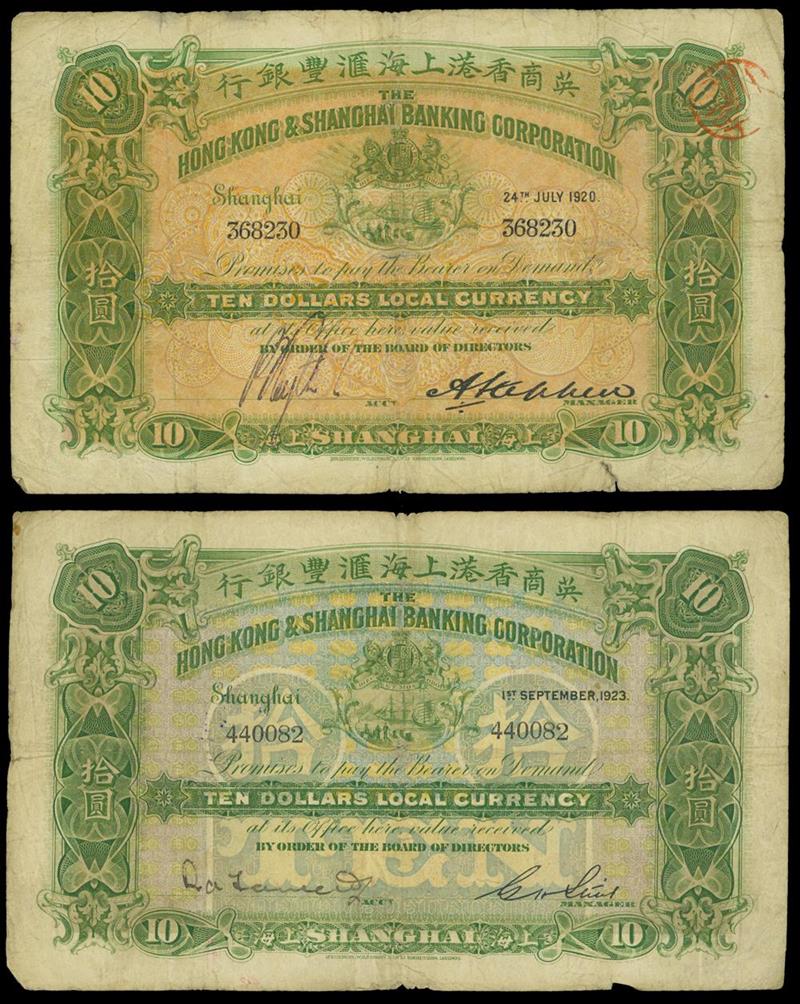 行銀豐滙海上港香商英
10 10
THE
HONG KONG & SHANGHAI BANKING CORPORATION
Shanghai 24TH JULY 1920.
368230 368230
Promises to pay the Bearer on Demand
拾圓 拾圓
TEN DOLLARS LOCAL CURRENCY
at its Office here, value received
BY ORDER OF THE BOARD OF DIRECTORS
ACCT MANAGER
10 SHANGHAI 10
行銀豐滙海上港香商英
10 10
THE
HONG KONG & SHANGHAI BANKING CORPORATION
Shanghai 1ST SEPTEMBER, 1923.
440082 440082
拾 拾
Promises to pay the Bearer on Demand
拾圓 拾圓
TEN DOLLARS LOCAL CURRENCY
at its Office here, value received
BY ORDER OF THE BOARD OF DIRECTORS
TEN
ACCT MANAGER
10 SHANGHAI 10